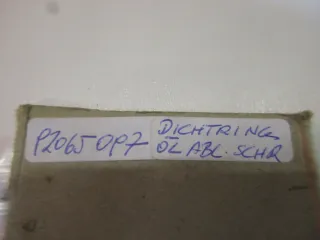 P2065OP7 DICHTRING
ÖL ABL. SCHR